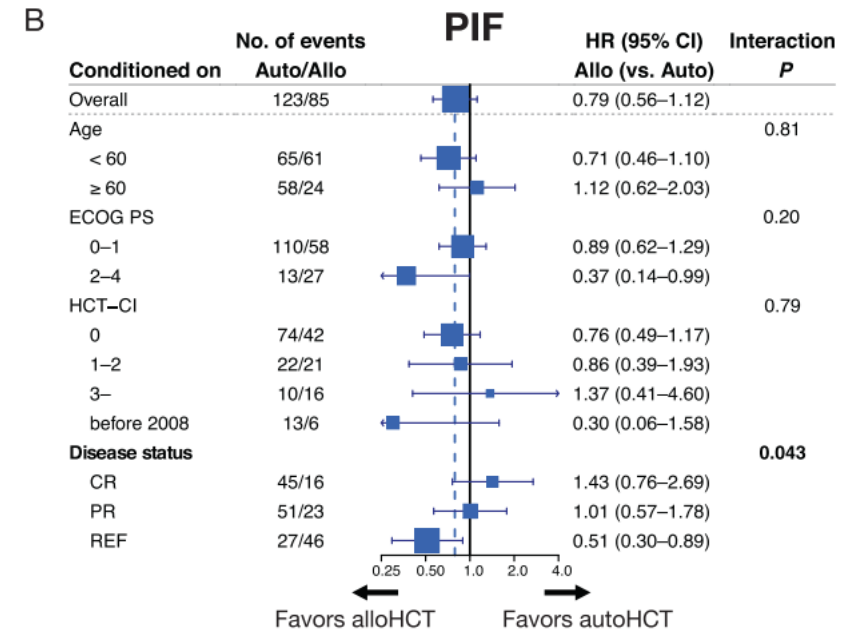 B
PIF
No. of events HR (95% CI) Interaction
Conditioned on Auto/Allo Allo (vs. Auto) P
Overall 123/85 0.79 (0.56–1.12)
Age 0.81
< 60 65/61 0.71 (0.46–1.10)
≥ 60 58/24 1.12 (0.62–2.03)
ECOG PS 0.20
0–1 110/58 0.89 (0.62–1.29)
2–4 13/27 0.37 (0.14–0.99)
HCT–CI 0.79
0 74/42 0.76 (0.49–1.17)
1–2 22/21 0.86 (0.39–1.93)
3– 10/16 1.37 (0.41–4.60)
before 2008 13/6 0.30 (0.06–1.58)
Disease status 0.043
CR 45/16 1.43 (0.76–2.69)
PR 51/23 1.01 (0.57–1.78)
REF 27/46 0.51 (0.30–0.89)
0.25 0.50 1.0 2.0 4.0
Favors alloHCT Favors autoHCT